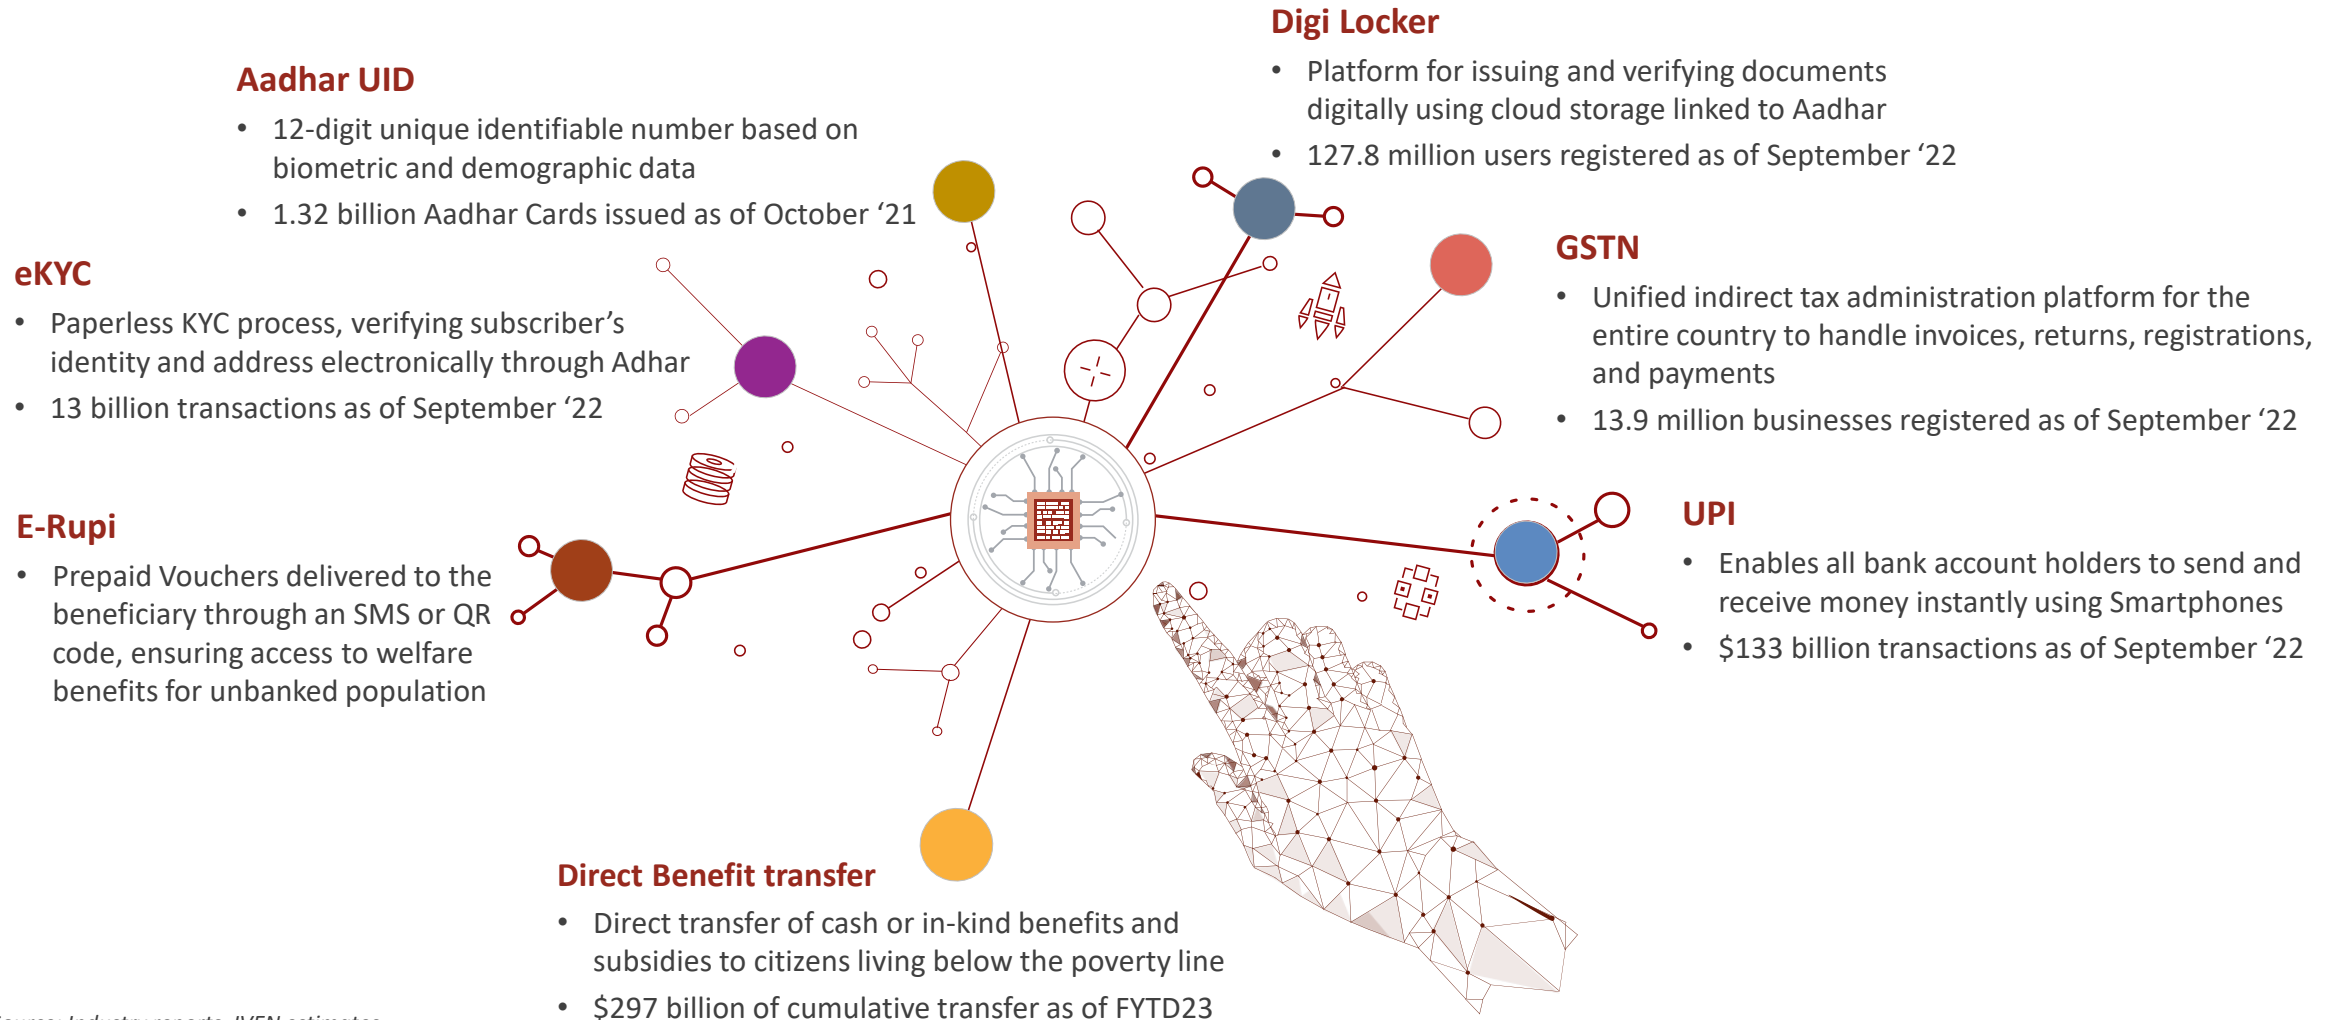 Digi Locker
• Platform for issuing and verifying documents
digitally using cloud storage linked to Aadhar
• 127.8 million users registered as of September ‘22
Aadhar UID
• 12-digit unique identifiable number based on
biometric and demographic data
• 1.32 billion Aadhar Cards issued as of October ‘21
GSTN
• Unified indirect tax administration platform for the
entire country to handle invoices, returns, registrations,
and payments
• 13.9 million businesses registered as of September ‘22
eKYC
• Paperless KYC process, verifying subscriber’s
identity and address electronically through Adhar
• 13 billion transactions as of September ‘22
UPI
• Enables all bank account holders to send and
receive money instantly using Smartphones
• $133 billion transactions as of September ‘22
E-Rupi
• Prepaid Vouchers delivered to the
beneficiary through an SMS or QR
code, ensuring access to welfare
benefits for unbanked population
Direct Benefit transfer
• Direct transfer of cash or in-kind benefits and
subsidies to citizens living below the poverty line
• $297 billion of cumulative transfer as of FYTD23
Industry reports,
estimates